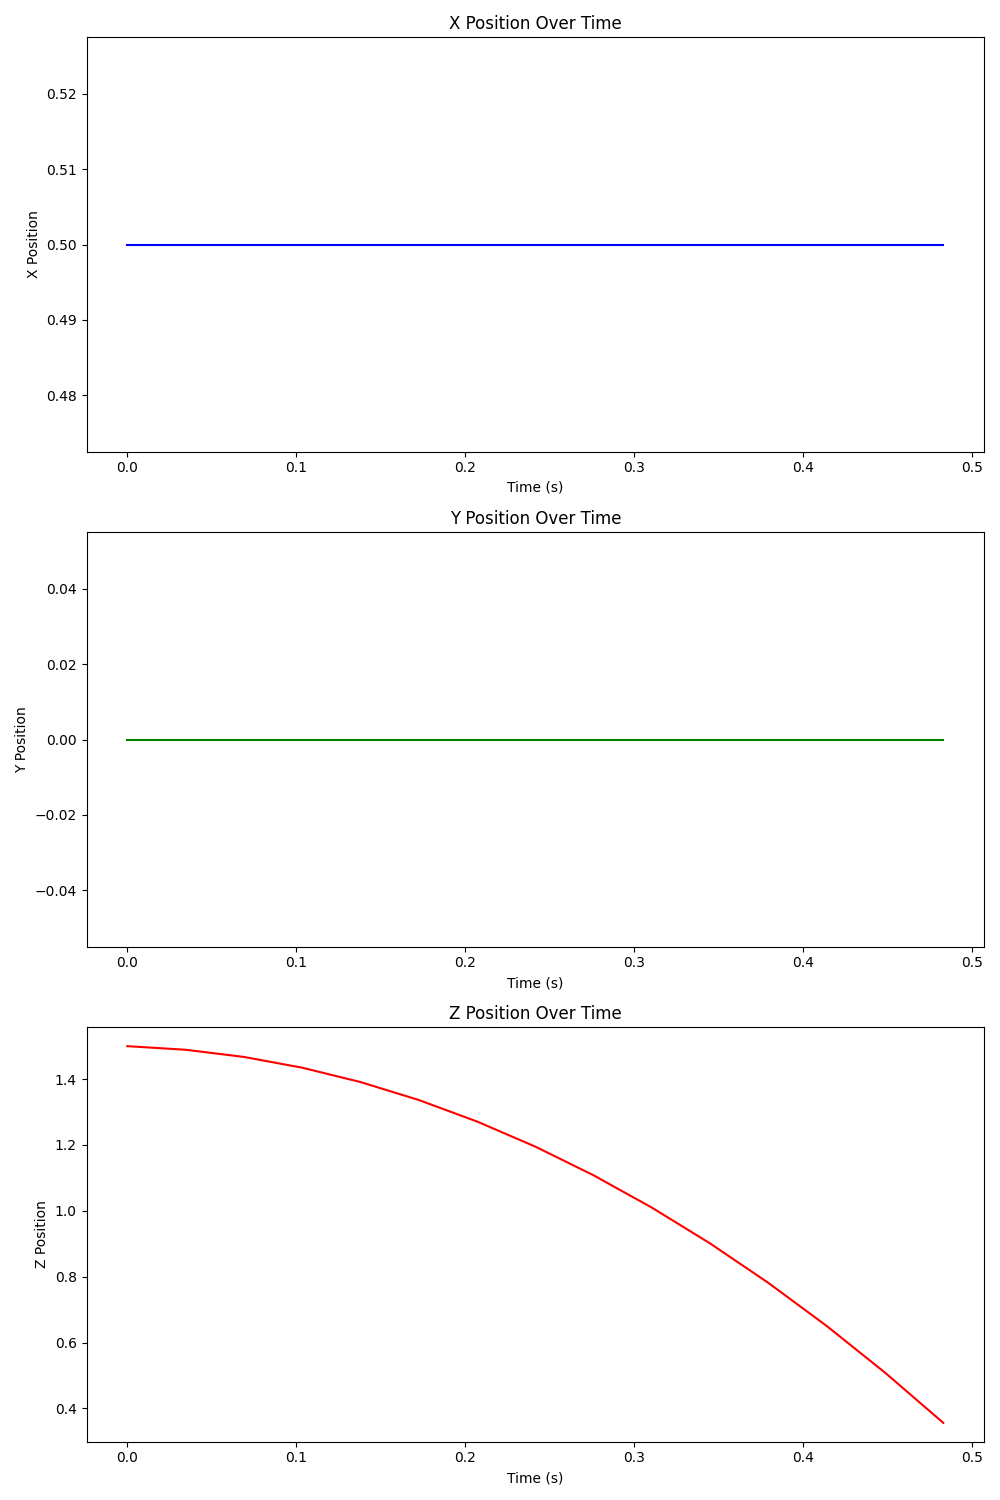 X Position Over Time
0.52
0.51
0.50
0.49
0.48
X Position
0.0 0.1 0.2 0.3 0.4 0.5
Time (s)
Y Position Over Time
0.04
0.02
0.00
−0.02
−0.04
Y Position
0.0 0.1 0.2 0.3 0.4 0.5
Time (s)
Z Position Over Time
1.4
1.2
1.0
0.8
0.6
0.4
Z Position
0.0 0.1 0.2 0.3 0.4 0.5
Time (s)